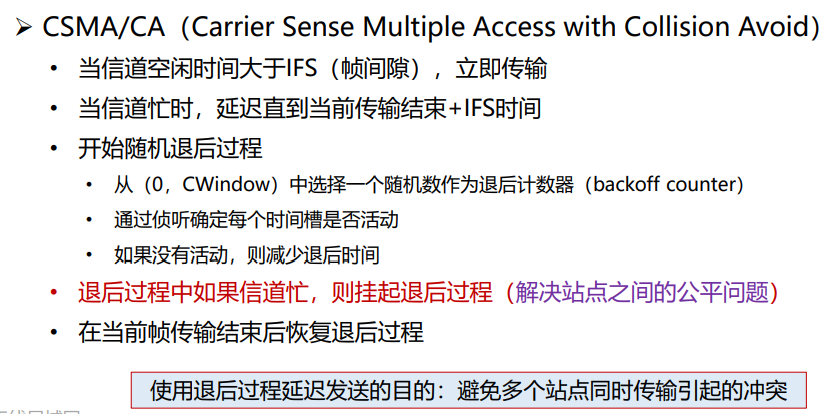 ➢ CSMA/CA（Carrier Sense Multiple Access with Collision Avoid）
• 当信道空闲时间大于IFS（帧间隙），立即传输
• 当信道忙时，延迟直到当前传输结束+IFS时间
• 开始随机退后过程
• 从（0，CWindow）中选择一个随机数作为退后计数器（backoff counter）
• 通过侦听确定每个时间槽是否活动
• 如果没有活动，则减少退后时间
• 退后过程中如果信道忙，则挂起退后过程（解决站点之间的公平问题）
• 在当前帧传输结束后恢复退后过程
使用退后过程延迟发送的目的：避免多个站点同时传输引起的冲突